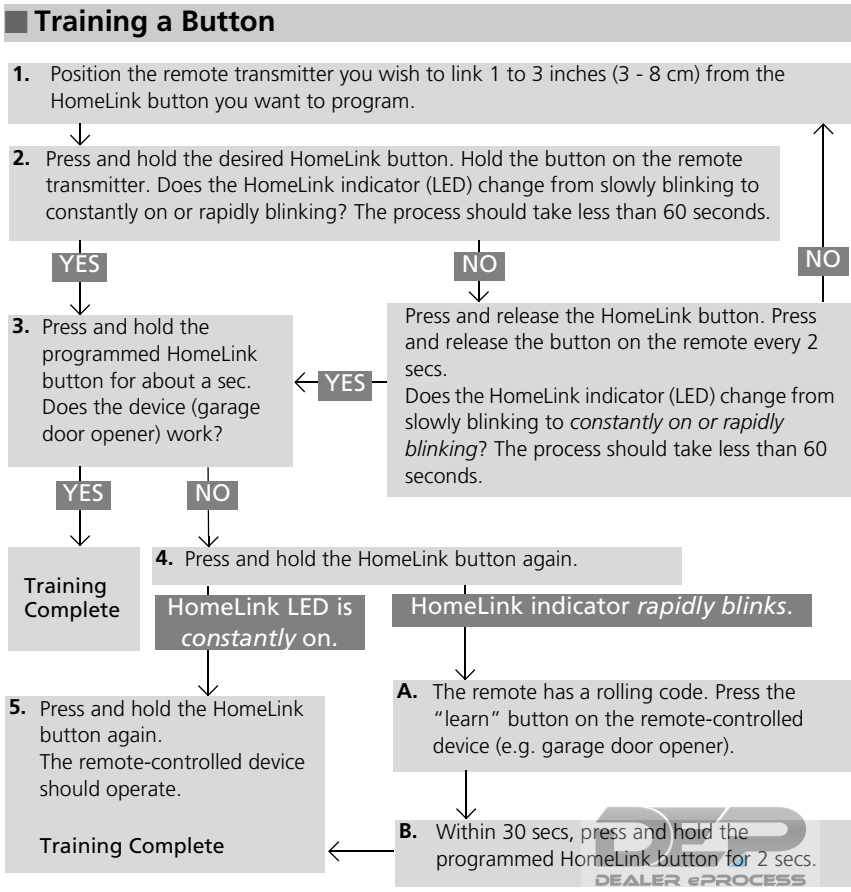 Training a Button
1. Position the remote transmitter you wish to link 1 to 3 inches (3 - 8 cm) from the
HomeLink button you want to program.
2. Press and hold the desired HomeLink button. Hold the button on the remote
transmitter. Does the HomeLink indicator (LED) change from slowly blinking to
constantly on or rapidly blinking? The process should take less than 60 seconds.
YES
NO
NO
3. Press and hold the
programmed HomeLink
button for about a sec.
Does the device (garage
door opener) work?
YES
Press and release the HomeLink button. Press
and release the button on the remote every 2
secs.
Does the HomeLink indicator (LED) change from
slowly blinking to constantly on or rapidly
blinking? The process should take less than 60
seconds.
YES
NO
Training
Complete
4. Press and hold the HomeLink button again.
HomeLink LED is
constantly on.
HomeLink indicator rapidly blinks.
A. The remote has a rolling code. Press the
“learn” button on the remote-controlled
device (e.g. garage door opener).
5. Press and hold the HomeLink
button again.
The remote-controlled device
should operate.
Training Complete
B. Within 30 secs, press and hold the
programmed HomeLink button for 2 secs.
DEP
DEALER ePROCESS